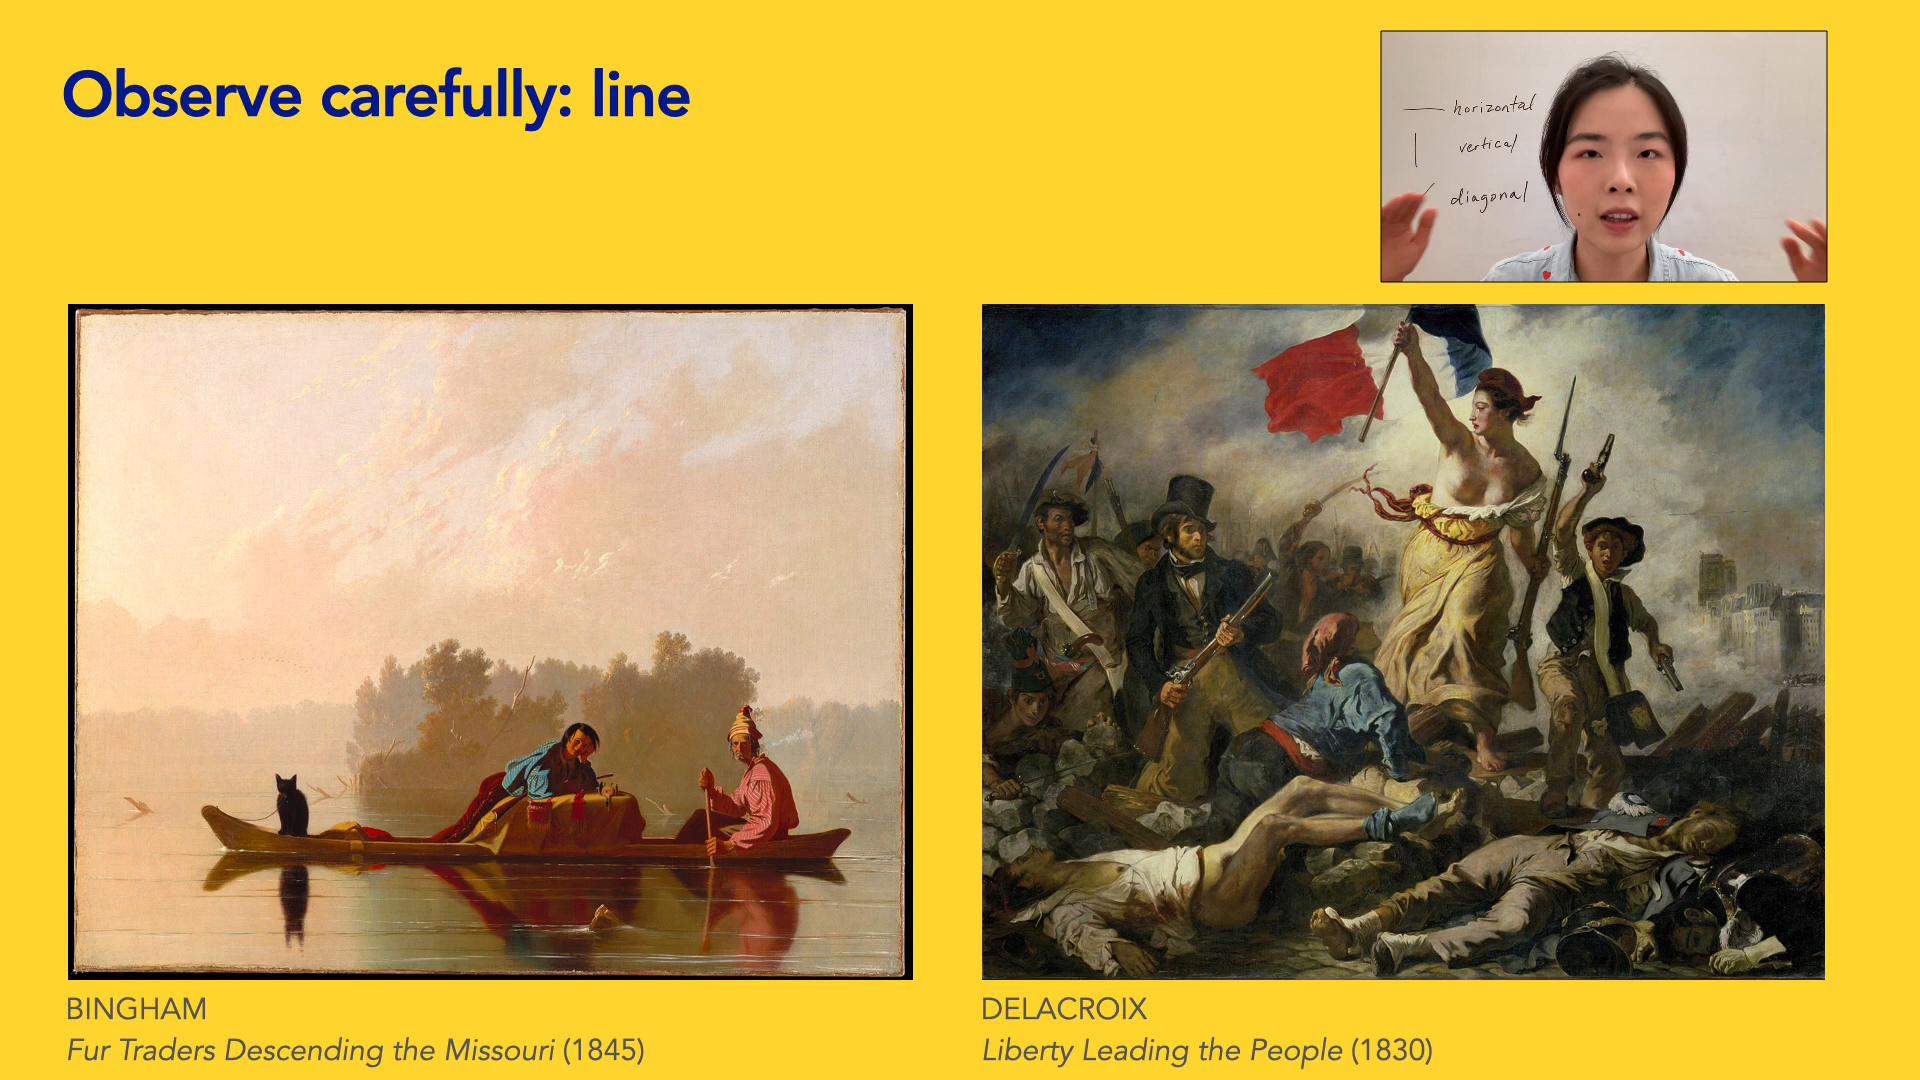 Observe carefully: line
horizontal
vertical
diagonal
BINGHAM
Fur Traders Descending the Missouri (1845)
DELACROIX
Liberty Leading the People (1830)